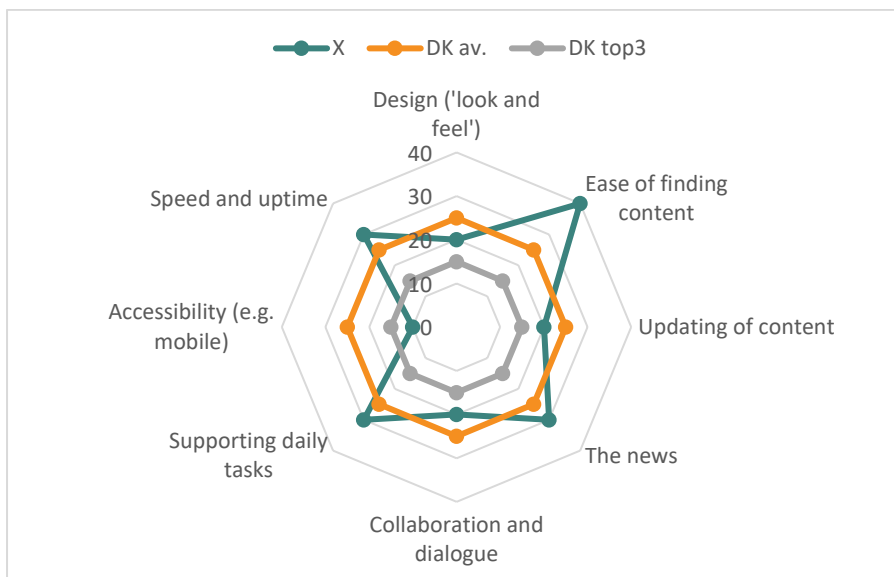 X DK av. DK top3
Design ('look and
feel')
40
30
20
10
0
Ease of finding
content
Updating of content
The news
Collaboration and
dialogue
Supporting daily
tasks
Accessibility (e.g.
mobile)
Speed and uptime